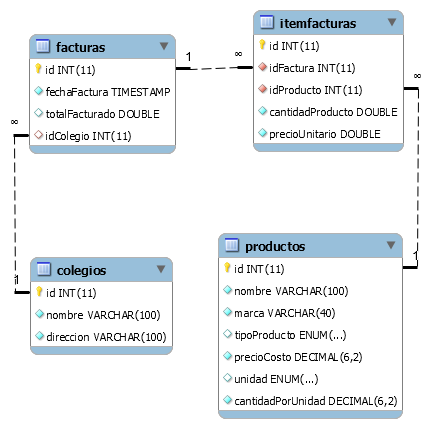 facturas
id INT(11)
fechaFactura TIMESTAMP
totalFacturado DOUBLE
idColegio INT(11)
1
∞
itemfacturas
id INT(11)
idFactura INT(11)
idProducto INT(11)
cantidadProducto DOUBLE
precioUnitario DOUBLE
∞
∞
1
1
colegios
id INT(11)
nombre VARCHAR(100)
direccion VARCHAR(100)
productos
id INT(11)
nombre VARCHAR(100)
marca VARCHAR(40)
tipoProducto ENUM(...)
precioCosto DECIMAL(6,2)
unidad ENUM(...)
cantidadPorUnidad DECIMAL(6,2)